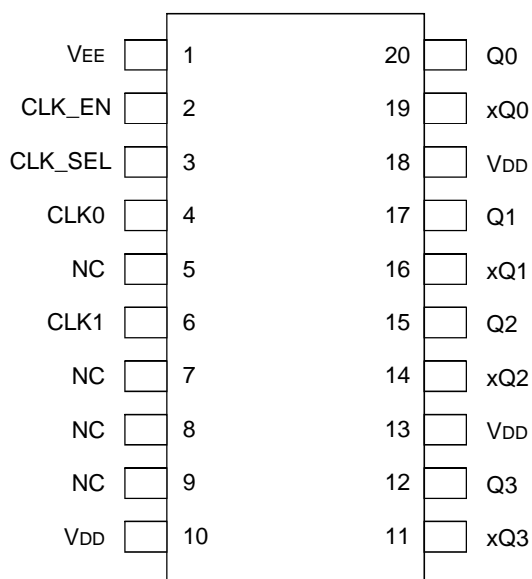 VEE 1 20 Q0
CLK_EN 2 19 xQ0
CLK_SEL 3 18 VDD
CLK0 4 17 Q1
NC 5 16 xQ1
CLK1 6 15 Q2
NC 7 14 xQ2
NC 8 13 VDD
NC 9 12 Q3
VDD 10 11 xQ3